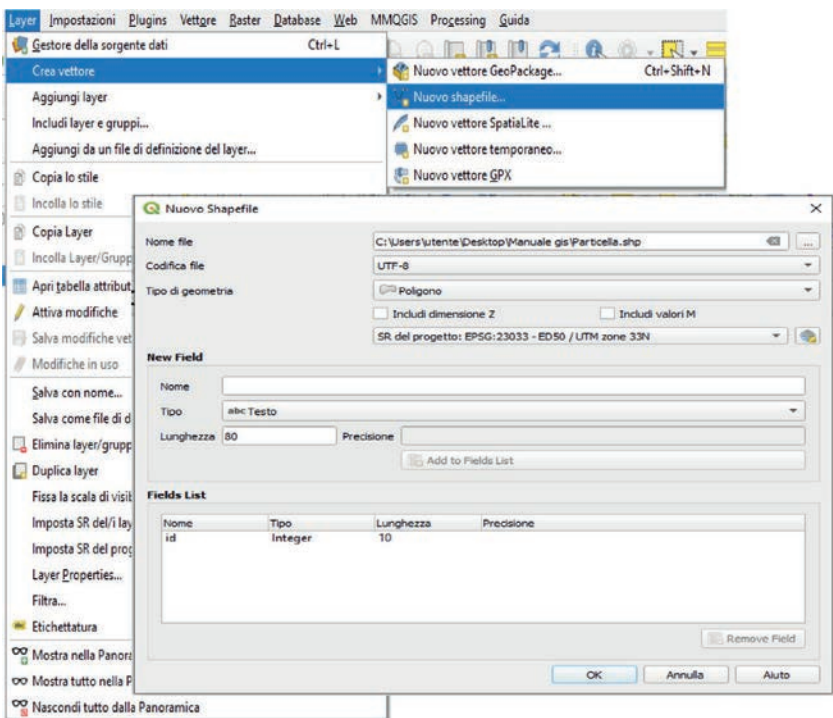 Layer Impostazioni Plugins Vettore Raster Database Web MMQGIS Processing Guida
Gestore della sorgente dati Ctrl+L
Crea vettore
Aggiungi layer
Includi layer e gruppi...
Aggiungi da un file di definizione del layer...
Copia lo stile
Incolla lo stile
Copia Layer
Incolla Layer/Grupp
Apri tabella attribut
Attiva modifiche
Salva modifiche vet
Modifiche in uso
Salva con nome...
Salva come file di d
Elimina layer/grupp
Duplica layer
Fissa la scala di visib
Imposta SR del/i lay
Imposta SR del prog
Layer Properties...
Filtra...
Etichettatura
Mostra nella Panora
Mostra tutto nella P
Nascondi tutto dalla Panoramica
Nuovo vettore GeoPackage... Ctrl+Shift+N
Nuovo shapefile...
Nuovo vettore SpatiaLite ...
Nuovo vettore temporaneo...
Nuovo vettore GPX
Nuovo Shapefile
Nome file C:\Users\utente\Desktop\Manuale gis\Particella.shp ...
Codifica file UTF-8
Tipo di geometria Poligono
Includi dimensione Z Includi valori M
SR del progetto: EPSG:23033 - ED50 / UTM zone 33N
New Field
Nome
Tipo abc Testo
Lunghezza 80 Precisione
Add to Fields List
Fields List
Nome Tipo Lunghezza Precisione
id Integer 10
Remove Field
OK Annulla Aiuto